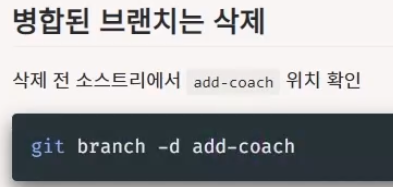 병합된 브랜치는 삭제
삭제 전 소스트리에서 add-coach 위치 확인
git branch -d add-coach